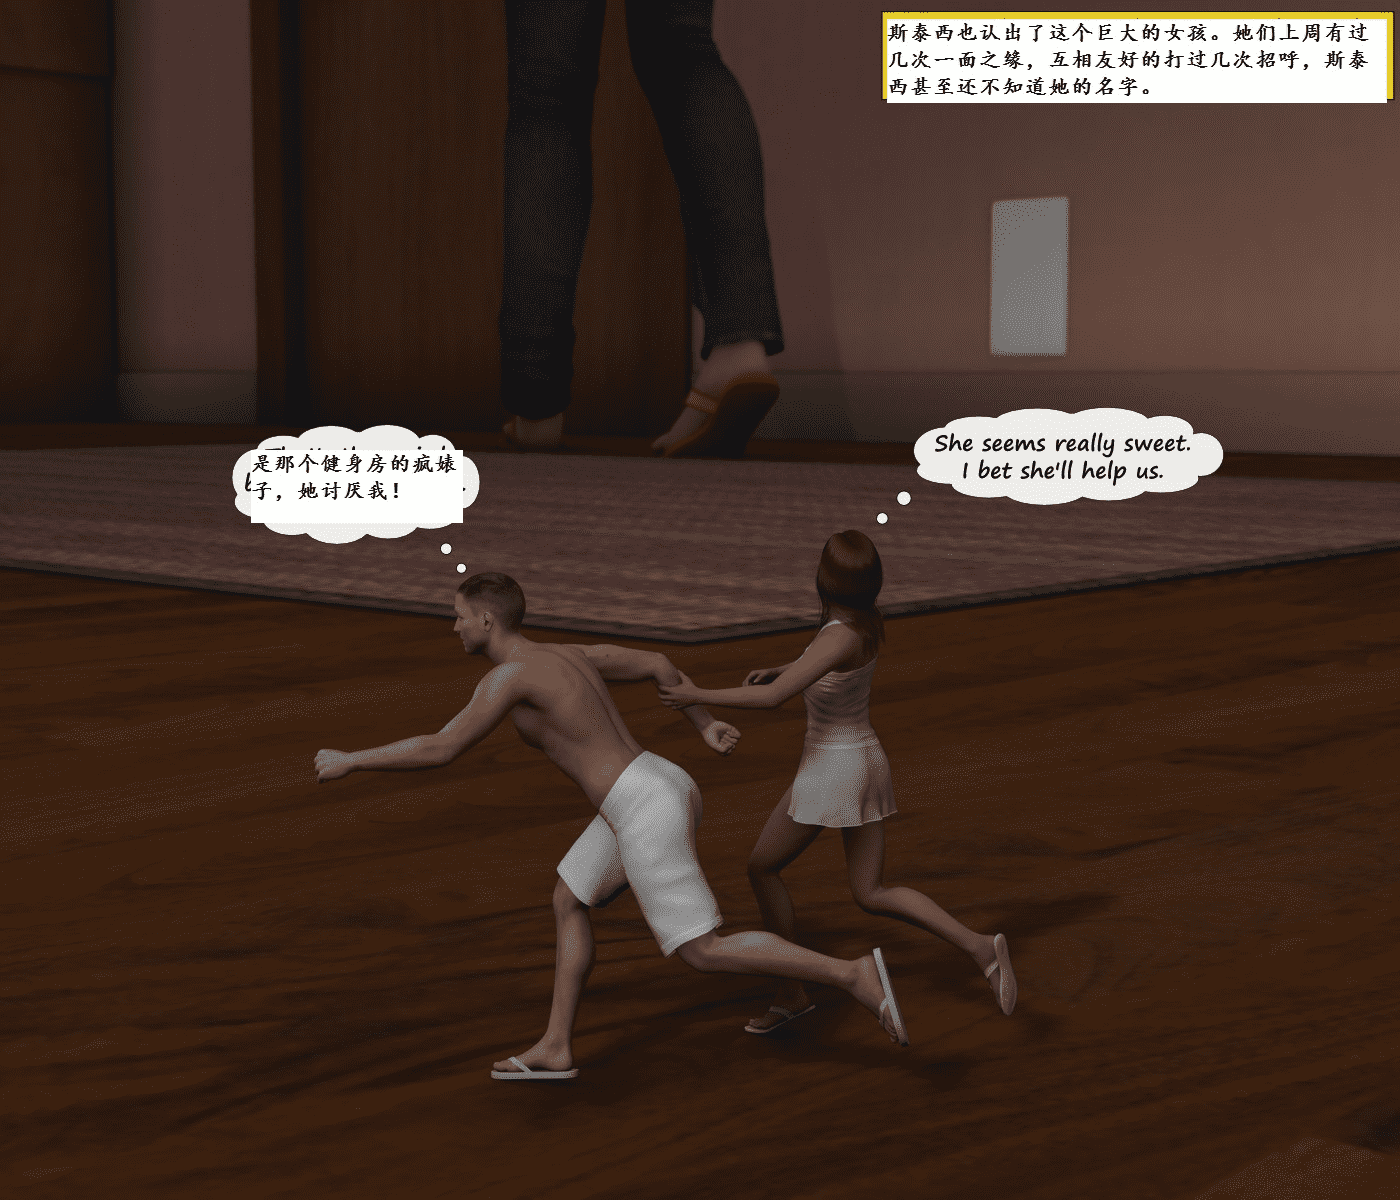 斯泰西也认出了这个巨大的女孩。她们上周有过
几次一面之缘，互相友好的打过几次招呼，斯泰
西甚至还不知道她的名字。
是那个健身房的疯婊
子，她讨厌我！
She seems really sweet.
I bet she'll help us.